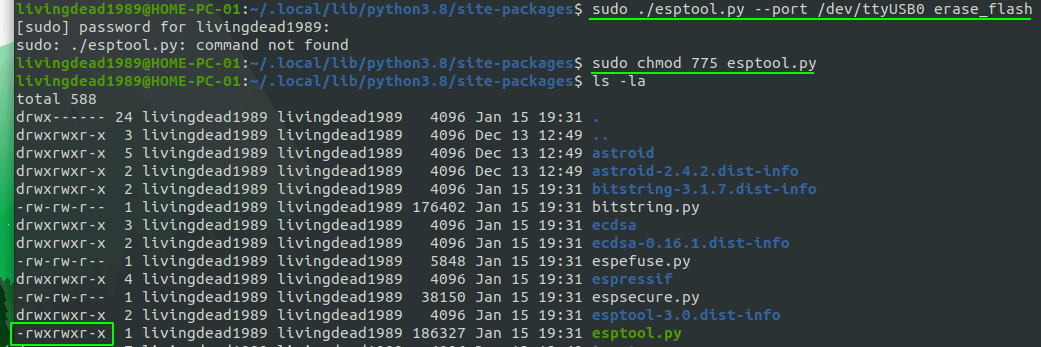 livingdead1989@HOME-PC-01:~/.local/lib/python3.8/site-packages$ sudo ./esptool.py --port /dev/ttyUSB0 erase_flash
[sudo] password for livingdead1989:
sudo: ./esptool.py: command not found
livingdead1989@HOME-PC-01:~/.local/lib/python3.8/site-packages$ sudo chmod 775 esptool.py
livingdead1989@HOME-PC-01:~/.local/lib/python3.8/site-packages$ ls -la
total 588
drwx------ 24 livingdead1989 livingdead1989   4096 Jan 15 19:31 .
drwxrwxr-x  3 livingdead1989 livingdead1989   4096 Dec 13 12:49 ..
drwxrwxr-x  5 livingdead1989 livingdead1989   4096 Dec 13 12:49 astroid
drwxrwxr-x  2 livingdead1989 livingdead1989   4096 Dec 13 12:49 astroid-2.4.2.dist-info
drwxrwxr-x  2 livingdead1989 livingdead1989   4096 Jan 15 19:31 bitstring-3.1.7.dist-info
-rw-rw-r--  1 livingdead1989 livingdead1989 176402 Jan 15 19:31 bitstring.py
drwxrwxr-x  3 livingdead1989 livingdead1989   4096 Jan 15 19:31 ecdsa
drwxrwxr-x  2 livingdead1989 livingdead1989   4096 Jan 15 19:31 ecdsa-0.16.1.dist-info
-rw-rw-r--  1 livingdead1989 livingdead1989   5848 Jan 15 19:31 espefuse.py
drwxrwxr-x  4 livingdead1989 livingdead1989   4096 Jan 15 19:31 espressif
-rw-rw-r--  1 livingdead1989 livingdead1989  38150 Jan 15 19:31 espsecure.py
drwxrwxr-x  2 livingdead1989 livingdead1989   4096 Jan 15 19:31 esptool-3.0.dist-info
-rwxrwxr-x  1 livingdead1989 livingdead1989 186327 Jan 15 19:31 esptool.py